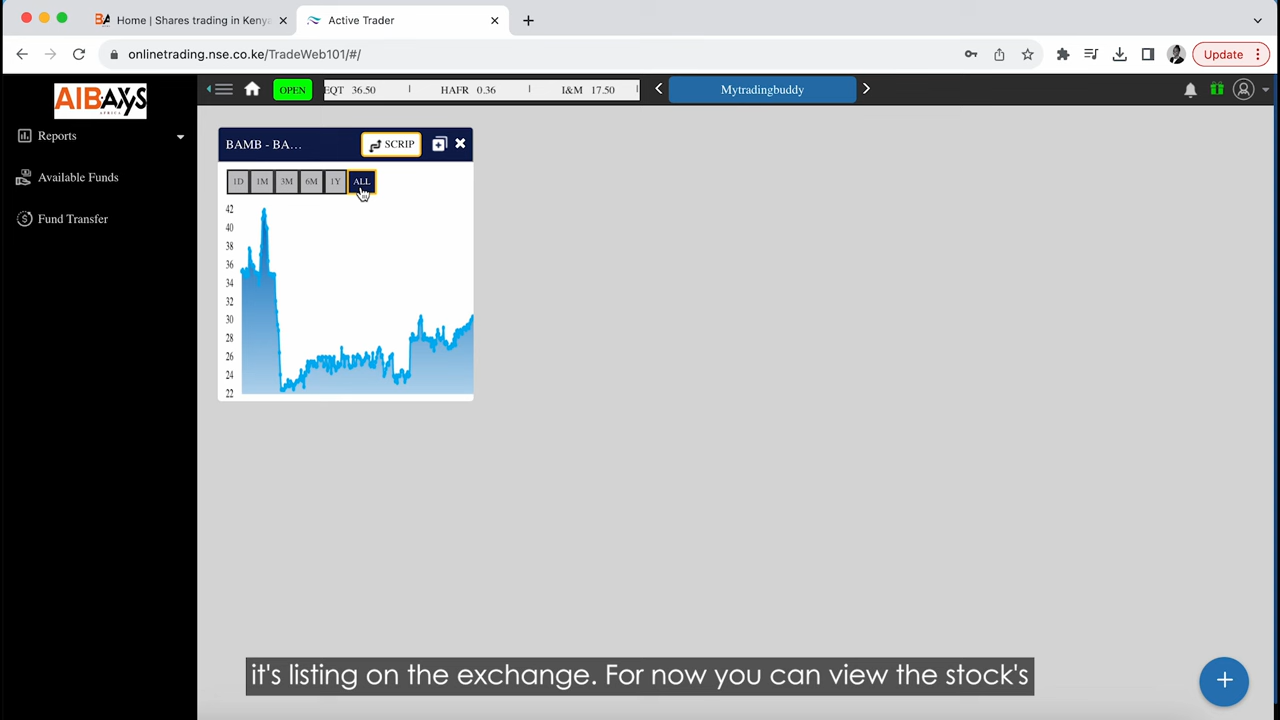 Home | Shares trading in Kenya
Active Trader
onlinetrading.nse.co.ke/TradeWeb101/#/
Update
AIBAXYS
AFRICA
OPEN
EQT 36.50 | HAFR 0.36 | I&M 17.50 |
Mytradingbuddy
Reports
Available Funds
Fund Transfer
BAMB - BA...
SCRIP
1D 1M 3M 6M 1Y ALL
42
40
38
36
34
32
30
28
26
24
22
it's listing on the exchange. For now you can view the stock's